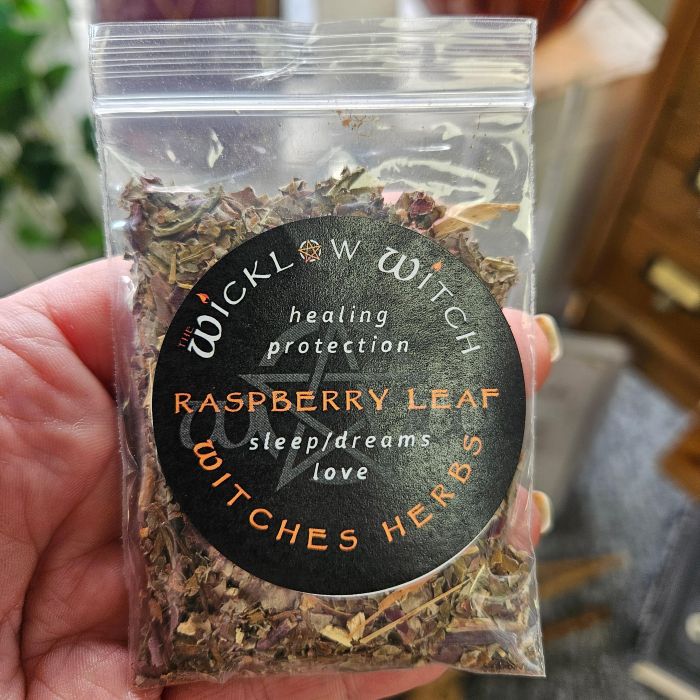 THE WICKLOW WITCH
healing
protection
RASPBERRY LEAF
sleep/dreams
love
WITCHES HERBS